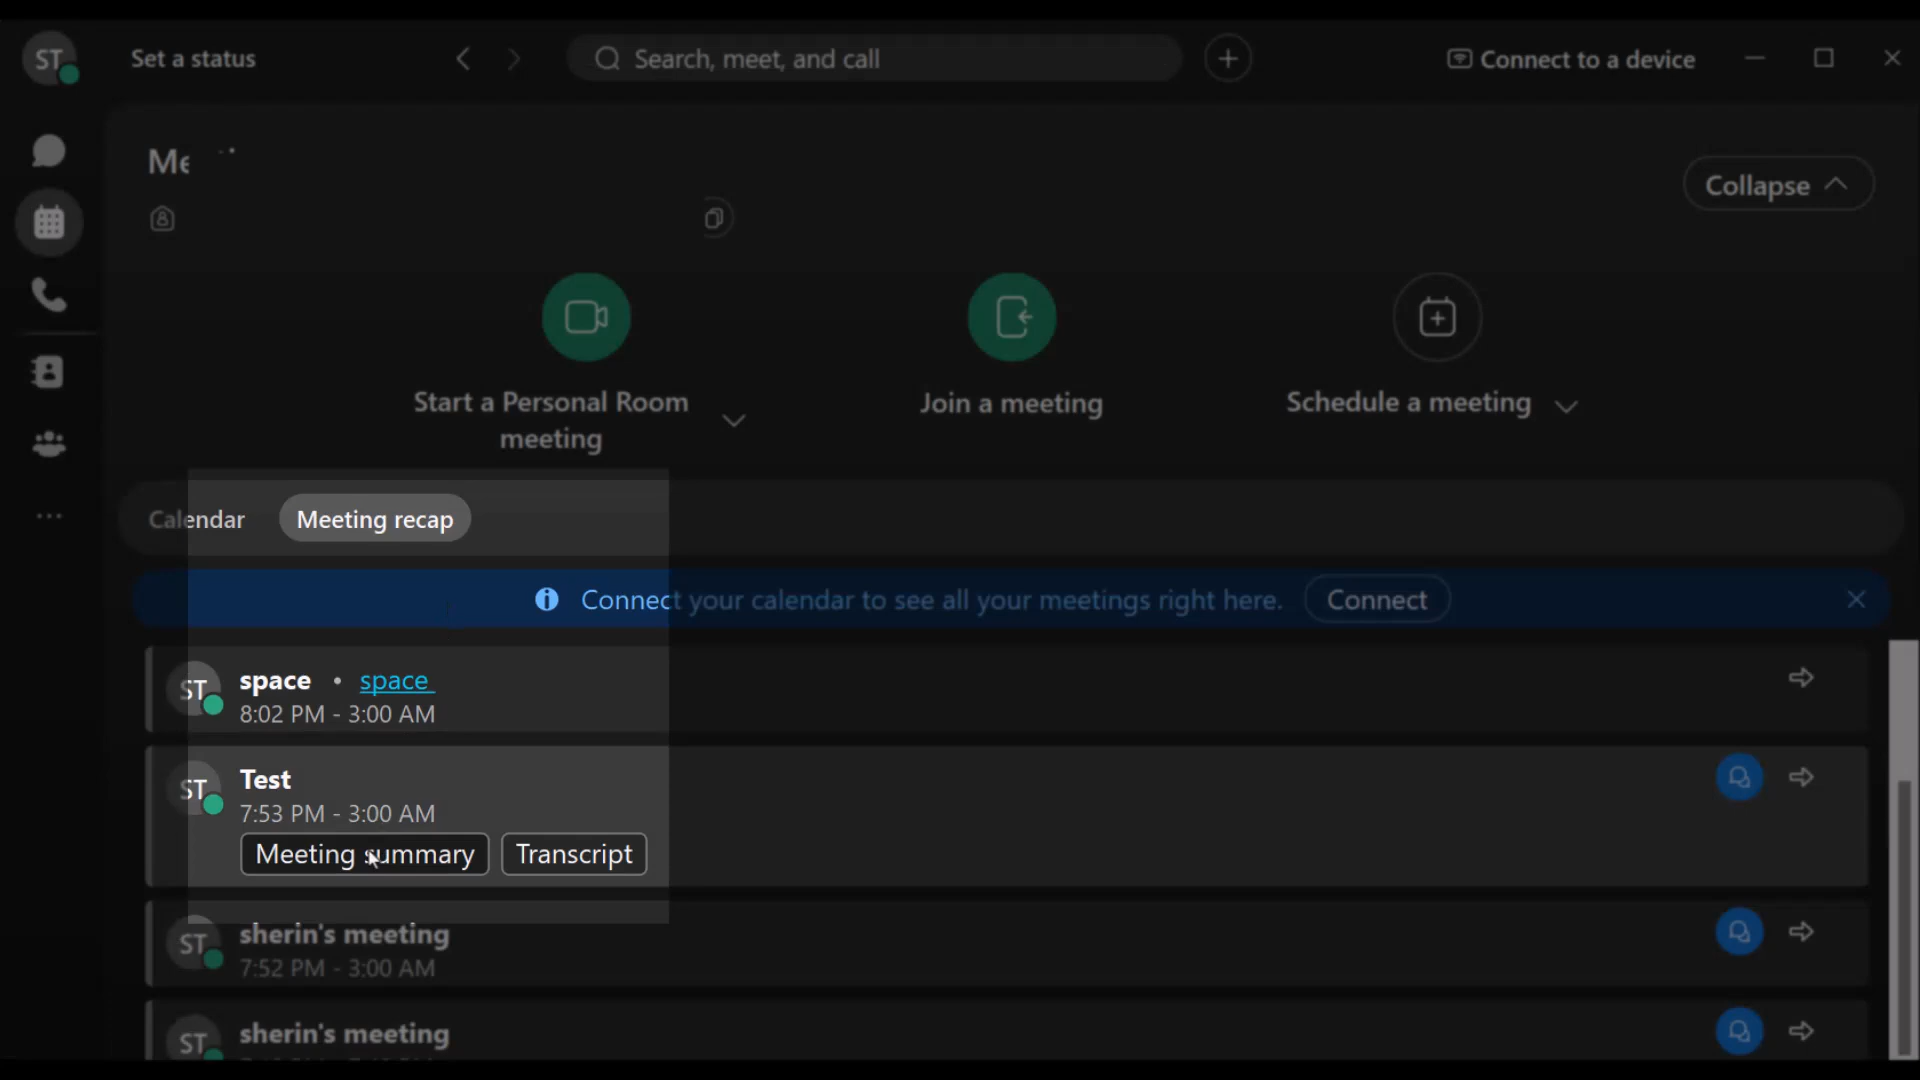 ST
Set a status
Search, meet, and call
Connect to a device
Me
Collapse
Start a Personal Room
meeting
Join a meeting
Schedule a meeting
Calendar
Meeting recap
Connect your calendar to see all your meetings right here.
Connect
ST
space • space
8:02 PM - 3:00 AM
ST
Test
7:53 PM - 3:00 AM
Meeting summary
Transcript
ST
sherin's meeting
7:52 PM - 3:00 AM
ST
sherin's meeting